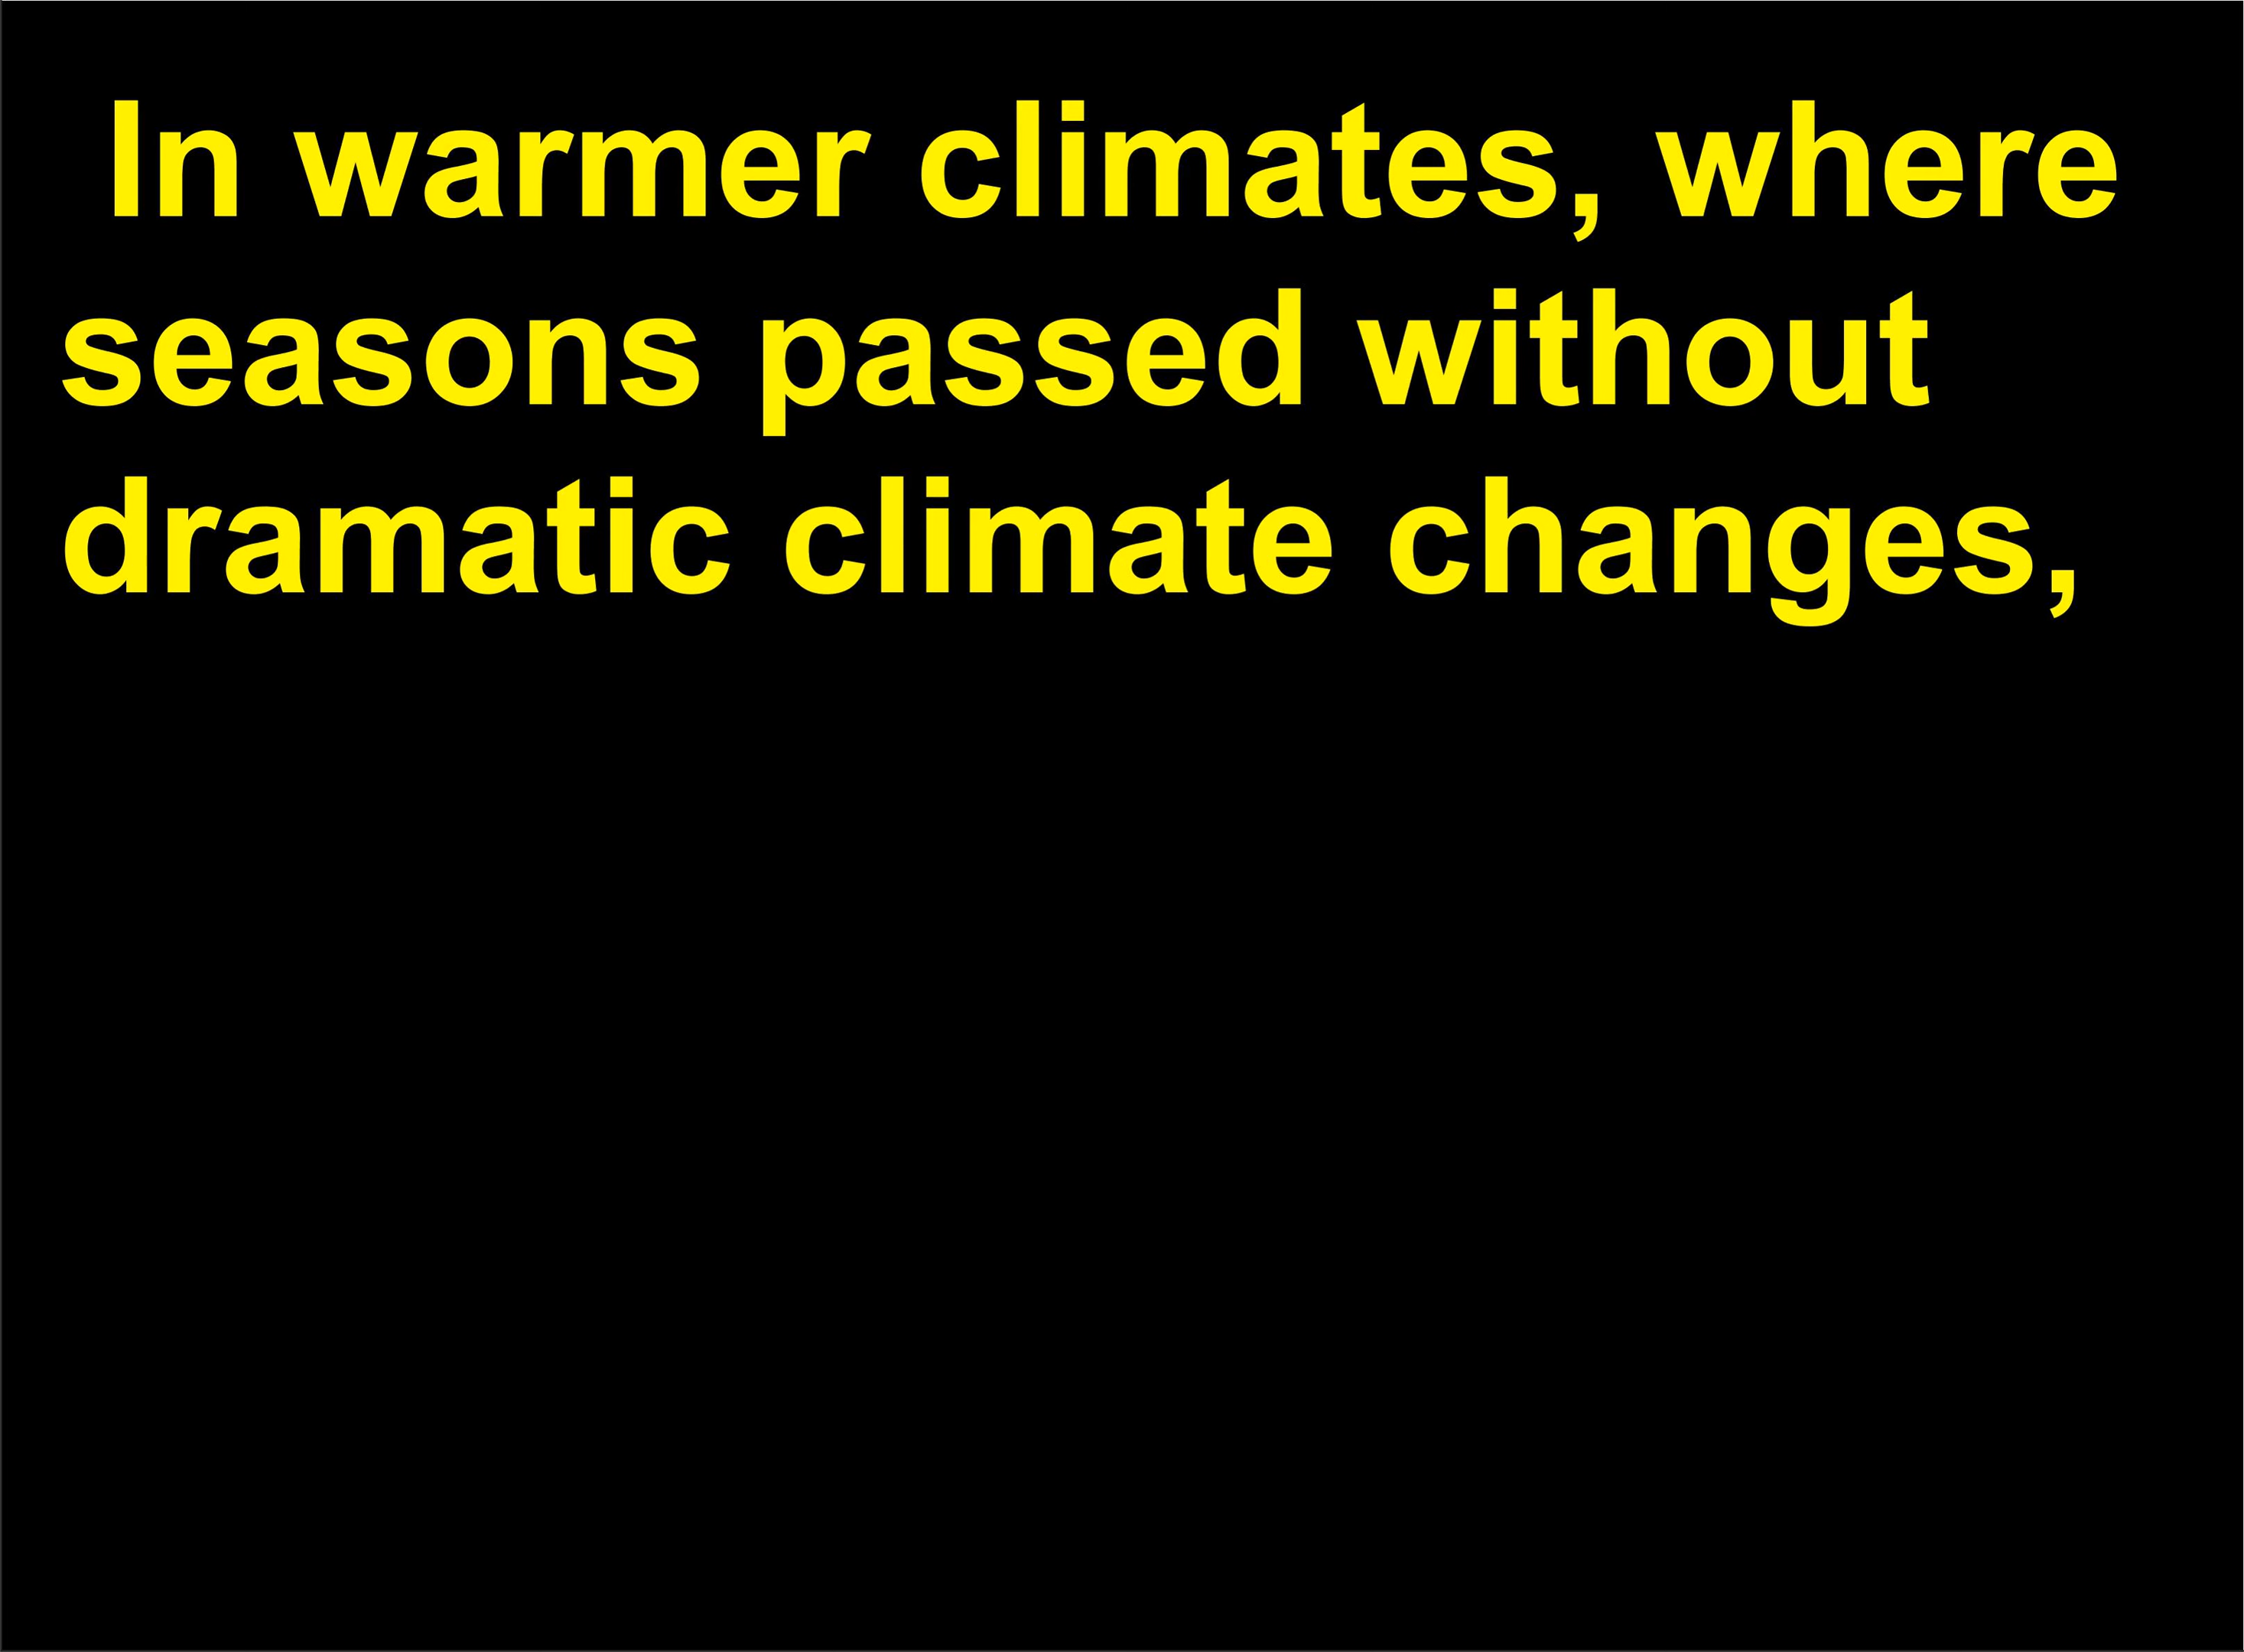 In warmer climates, where
seasons passed without
dramatic climate changes,